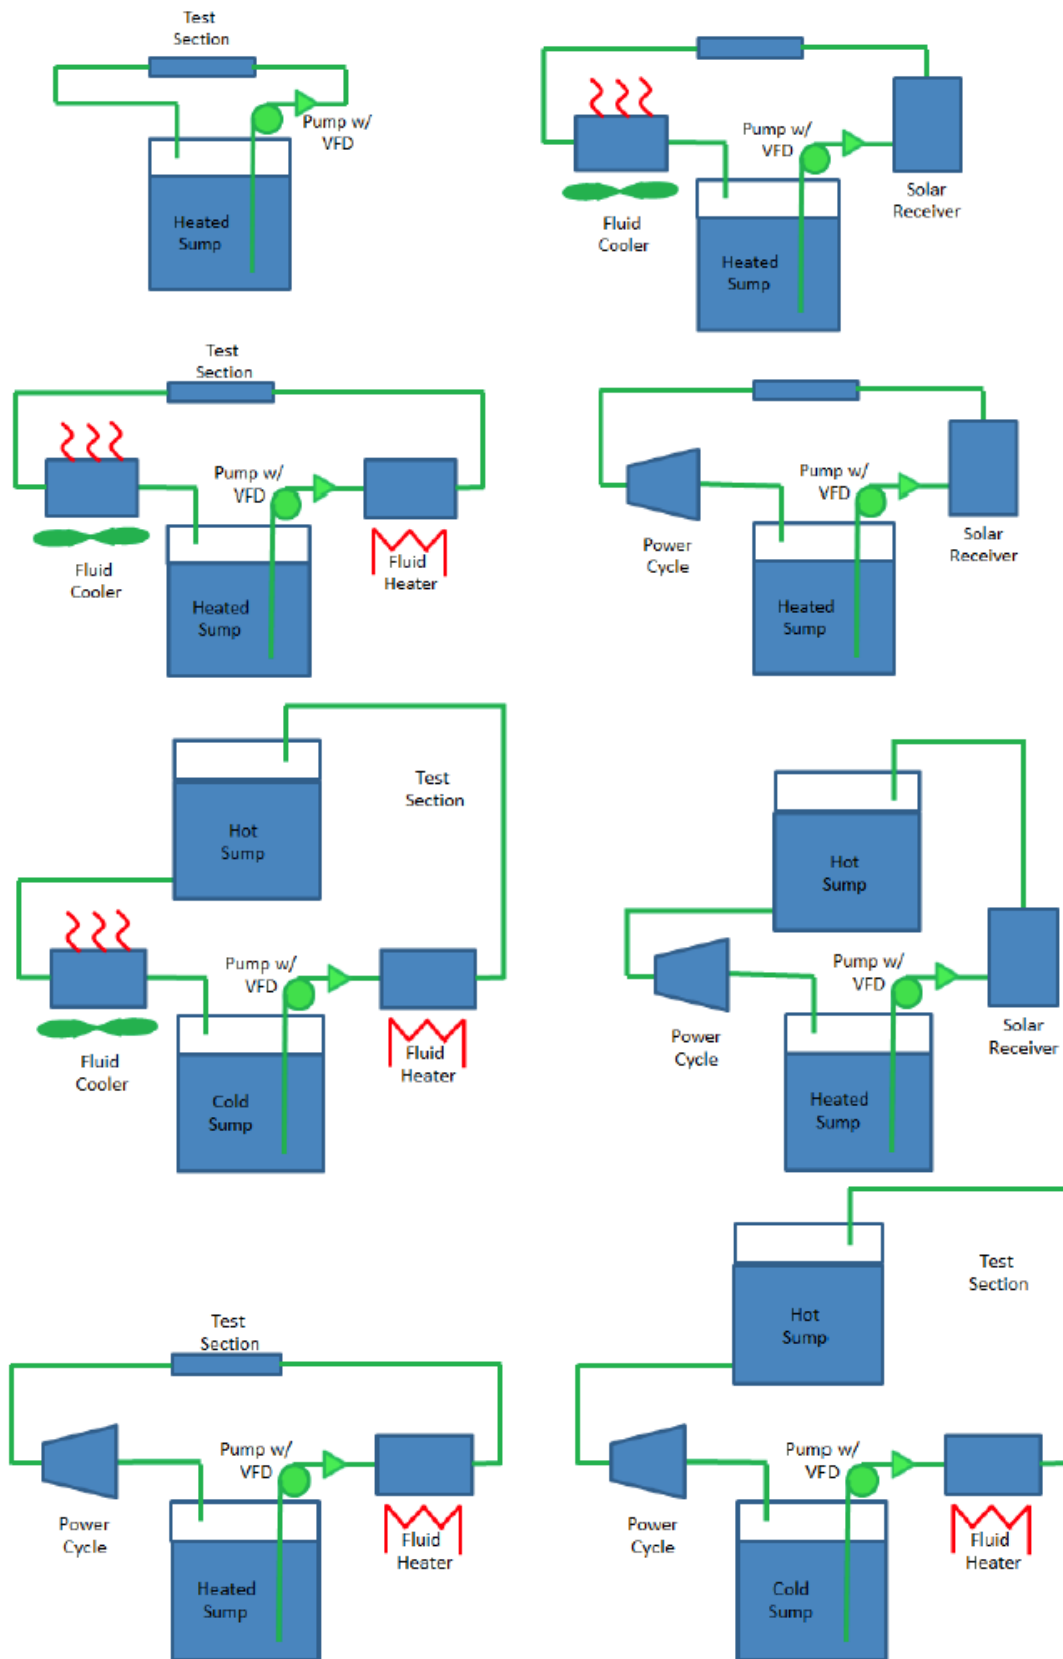 Test
Section
Pump w/
VFD
Heated
Sump
Pump w/
VFD
Solar
Receiver
Fluid
Cooler
Heated
Sump
Test
Section
Pump w/
VFD
Fluid
Cooler
Fluid
Heater
Heated
Sump
Pump w/
VFD
Power
Cycle
Solar
Receiver
Heated
Sump
Test
Section
Hot
Sump
Pump w/
VFD
Fluid
Cooler
Fluid
Heater
Cold
Sump
Hot
Sump
Pump w/
VFD
Power
Cycle
Solar
Receiver
Heated
Sump
Test
Section
Pump w/
VFD
Power
Cycle
Fluid
Heater
Heated
Sump
Test
Section
Hot
Sump
Pump w/
VFD
Power
Cycle
Fluid
Heater
Cold
Sump